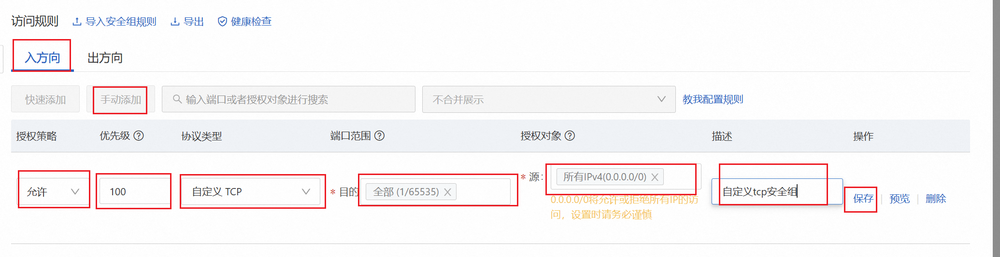 访问规则 导入安全组规则 导出 健康检查
入方向 出方向
快速添加 手动添加 输入端口或者授权对象进行搜索 不合并展示 教我配置规则
授权策略 优先级 ? 协议类型 端口范围 ? 授权对象 ? 描述 操作
允许 100 自定义 TCP * 目的 全部 (1/65535) X * 源: 所有IPv4(0.0.0.0/0) X 自定义tcp安全组 保存 预览 删除
0.0.0.0/0将允许或拒绝所有IP的访
问，设置时请务必谨慎